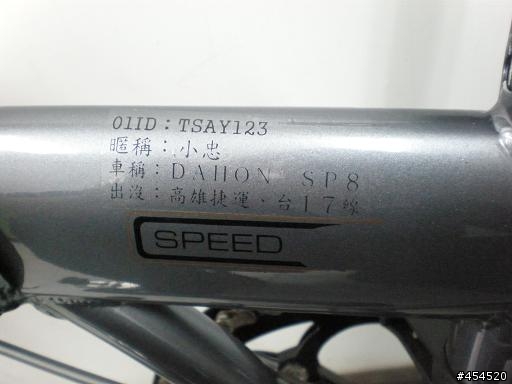 01ID：TSAY123
暱稱：小忠
車稱：DAHON SP8
出沒：高雄捷運、台17線
SPEED
#454520